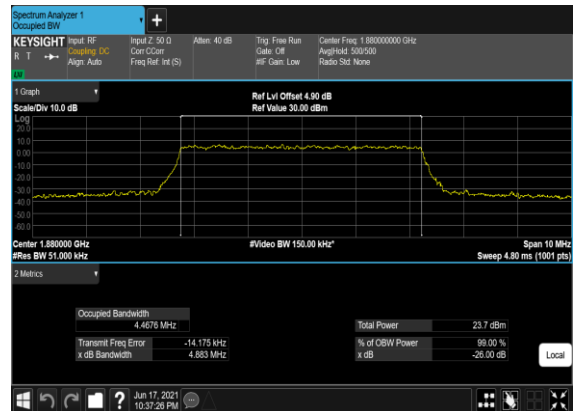 Spectrum Analyzer 1
Occupied BW
+
KEYSIGHT Input: RF Input Z: 50 Ω Atten: 40 dB Trig: Free Run Center Freq: 1.880000000 GHz
R T Coupling: DC Corr CCorr Gate: Off Avg|Hold: 500/500
Align: Auto Freq Ref: Int (S) #IF Gain: Low Radio Std: None
LXI
1 Graph
Ref Lvl Offset 4.90 dB
Scale/Div 10.0 dB Ref Value 30.00 dBm
Log
20.0
10.0
0.00
-10.0
-20.0
-30.0
-40.0
-50.0
-60.0
Center 1.880000 GHz #Video BW 150.00 kHz* Span 10 MHz
#Res BW 51.000 kHz Sweep 4.80 ms (1001 pts)
2 Metrics
Occupied Bandwidth
4.4676 MHz Total Power 23.7 dBm
Transmit Freq Error -14.175 kHz % of OBW Power 99.00 %
x dB Bandwidth 4.883 MHz x dB -26.00 dB
Local
? Jun 17, 2021
10:37:26 PM